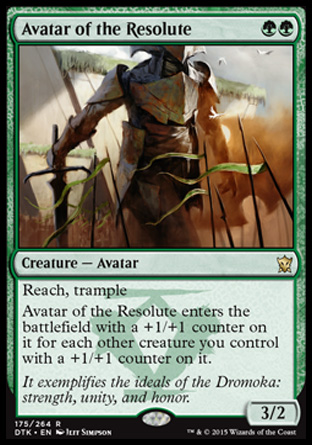 Avatar of the Resolute
Creature — Avatar
Reach, trample
Avatar of the Resolute enters the
battlefield with a +1/+1 counter on
it for each other creature you control
with a +1/+1 counter on it.
It exemplifies the ideals of the Dromoka:
strength, unity, and honor.
3/2
175/264 R
DTK • EN Jeff Simpson
™ & © 2015 Wizards of the Coast